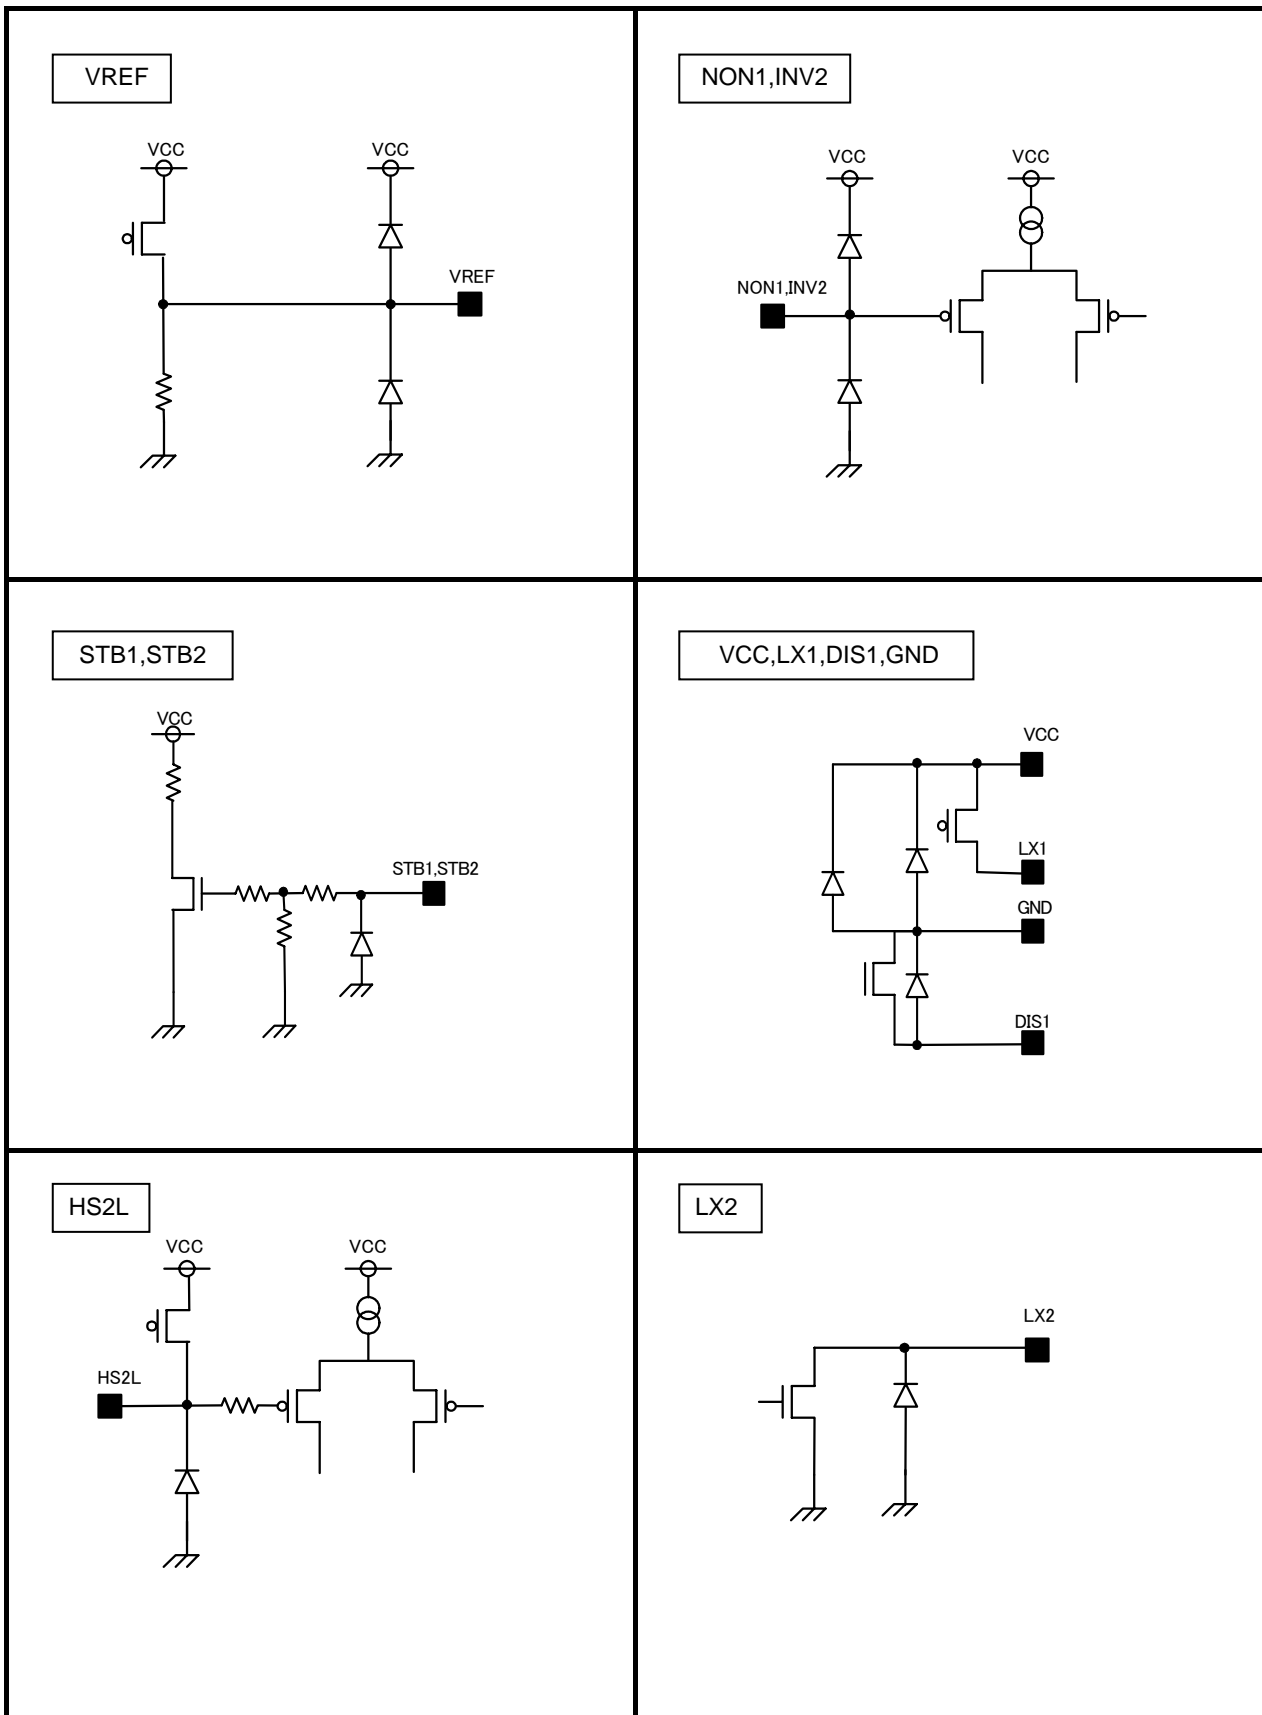 VREF
VCC
VCC
VREF
NON1,INV2
VCC
VCC
NON1,INV2
STB1,STB2
VCC
STB1,STB2
VCC,LX1,DIS1,GND
VCC
LX1
GND
DIS1
HS2L
VCC
VCC
HS2L
LX2
LX2